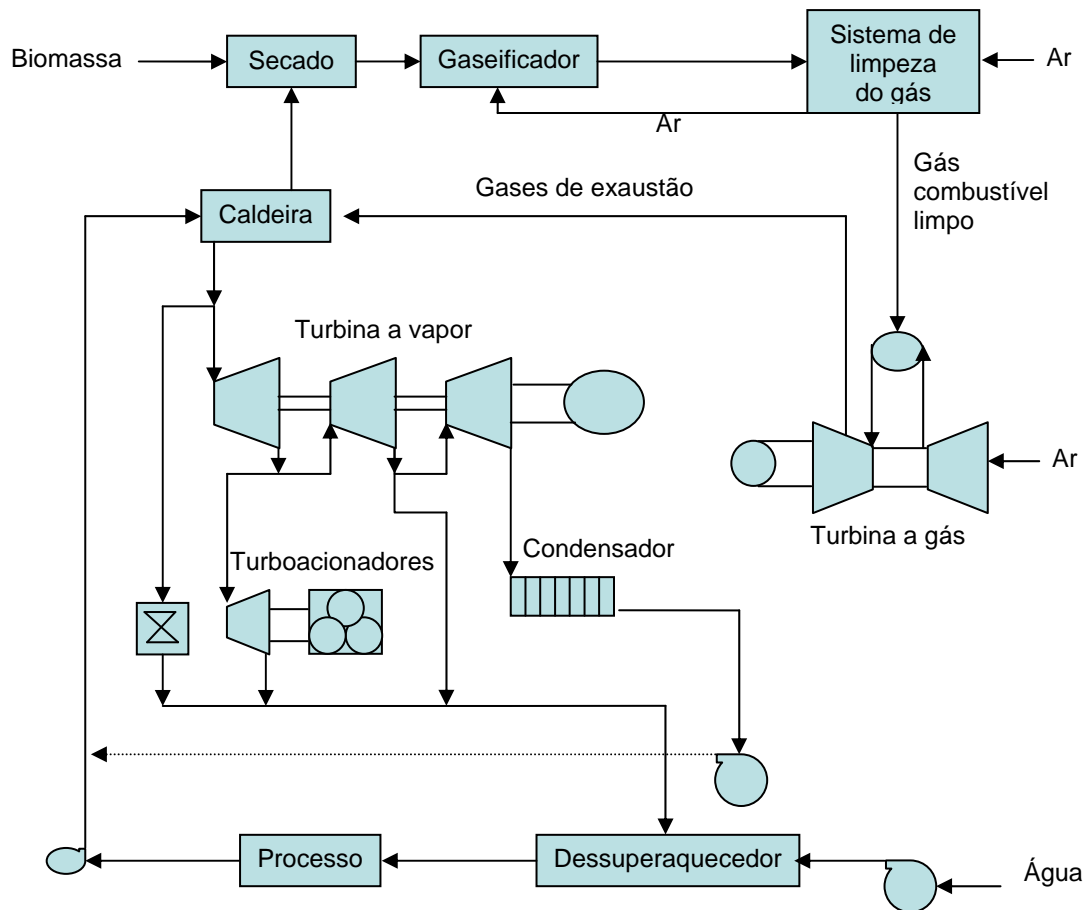 Biomassa
Secado
Gaseificador
Sistema de
limpeza
do gás
Ar
Ar
Gás
combustível
limpo
Gases de exaustão
Caldeira
Turbina a vapor
Ar
Turbina a gás
Condensador
Turboacionadores
Processo
Dessuperaquecedor
Água